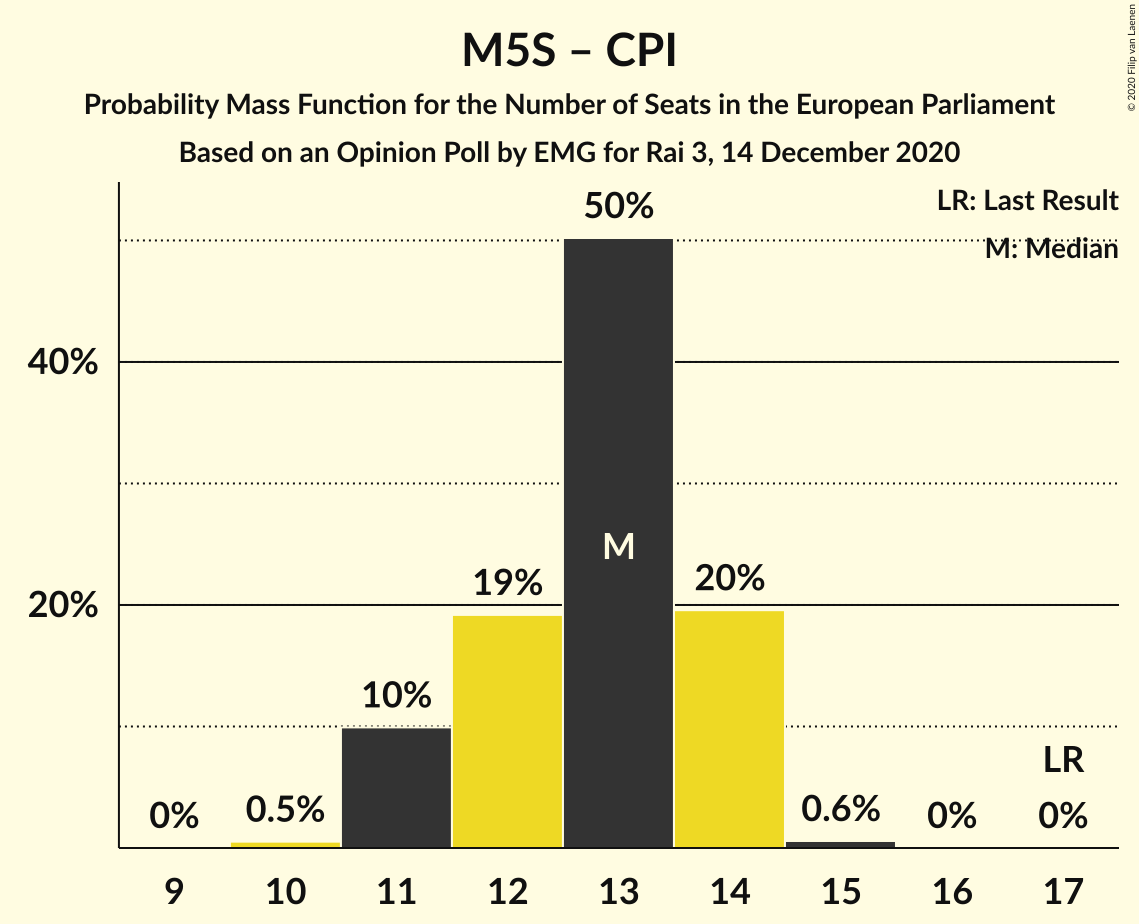 M5S – CPI
Probability Mass Function for the Number of Seats in the European Parliament
Based on an Opinion Poll by EMG for Rai 3, 14 December 2020
© 2020 Filip van Laenen
LR: Last Result
M: Median
50%
40%
M
20%
19%
20%
10%
LR
0%
0.5%
0.6%
0%
0%
9 10 11 12 13 14 15 16 17